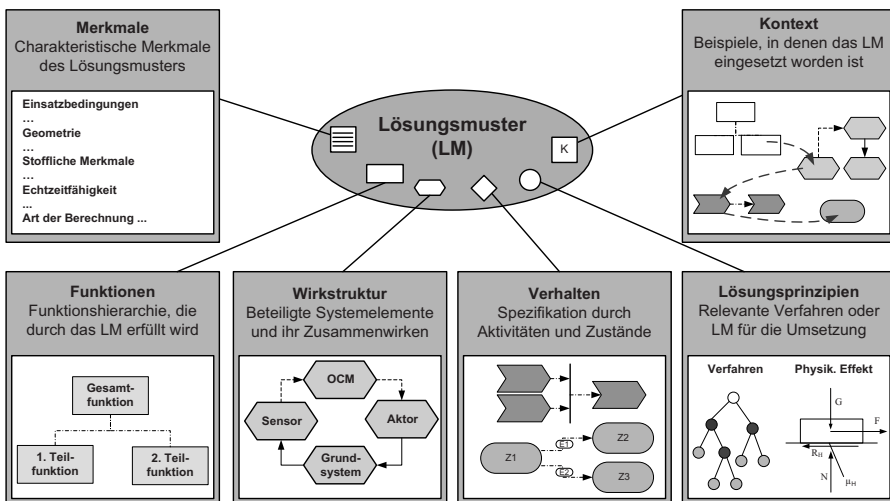 Merkmale
Charakteristische Merkmale
des Lösungsmusters
Einsatzbedingungen
…
Geometrie
…
Stoffliche Merkmale
…
Echtzeitfähigkeit
...
Art der Berechnung ...
Lösungsmuster
(LM)
K
Kontext
Beispiele, in denen das LM
eingesetzt worden ist
Funktionen
Funktionshierarchie, die
durch das LM erfüllt wird
Gesamt-
funktion
1. Teil-
funktion
2. Teil-
funktion
Wirkstruktur
Beteiligte Systemelemente
und ihr Zusammenwirken
OCM
Sensor
Aktor
Grund-
system
Verhalten
Spezifikation durch
Aktivitäten und Zustände
Z1
E1
E2
Z2
Z3
Lösungsprinzipien
Relevante Verfahren oder
LM für die Umsetzung
Verfahren
Physik. Effekt
G
F
R_H
N
μ_H